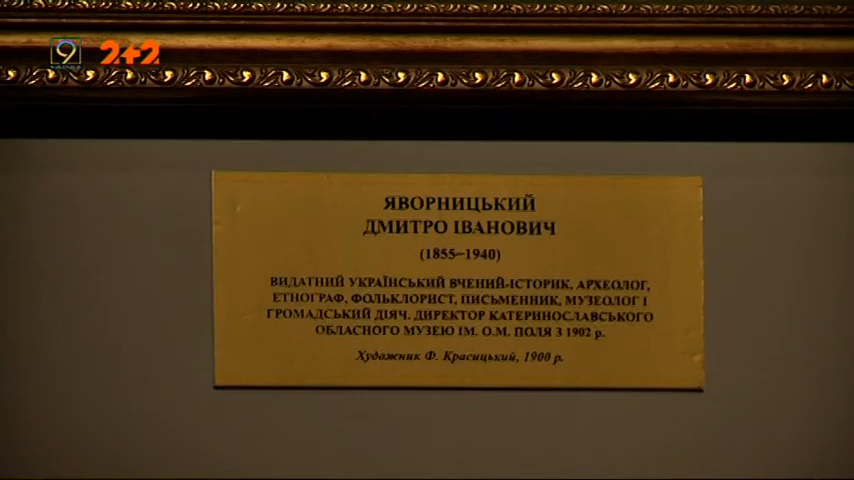 9 2+2
ЯВОРНИЦЬКИЙ
ДМИТРО ІВАНОВИЧ
(1855–1940)
ВИДАТНИЙ УКРАЇНСЬКИЙ ВЧЕНИЙ-ІСТОРИК, АРХЕОЛОГ,
ЕТНОГРАФ, ФОЛЬКЛОРИСТ, ПИСЬМЕННИК, МУЗЕОЛОГ І
ГРОМАДСЬКИЙ ДІЯЧ. ДИРЕКТОР КАТЕРИНОСЛАВСЬКОГО
ОБЛАСНОГО МУЗЕЮ ІМ. О.М. ПОЛЯ З 1902 р.
Художник Ф. Красицький, 1900 р.